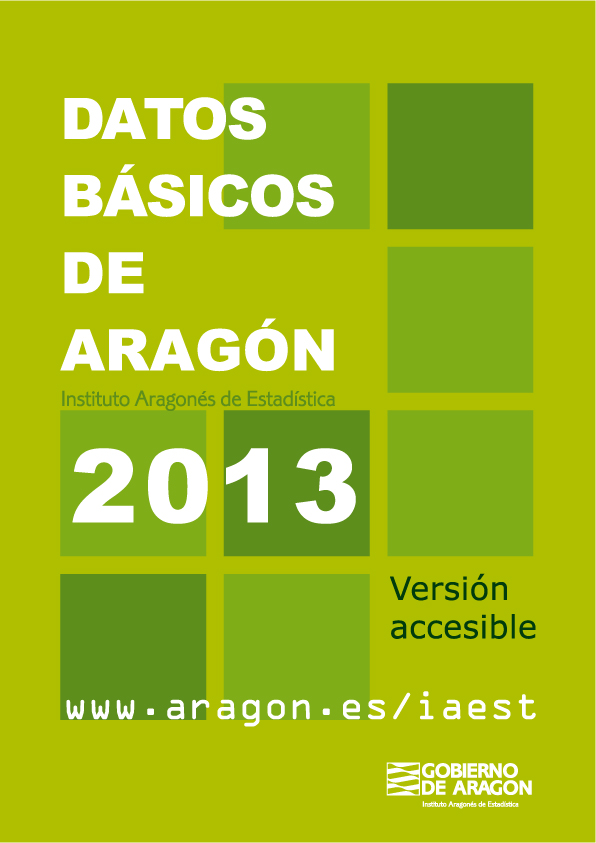 DATOS
BÁSICOS
DE
ARAGÓN
Instituto Aragonés de Estadística
2013
Versión
accesible
www.aragon.es/iaest
GOBIERNO
DE ARAGON
Instituto Aragonés de Estadística